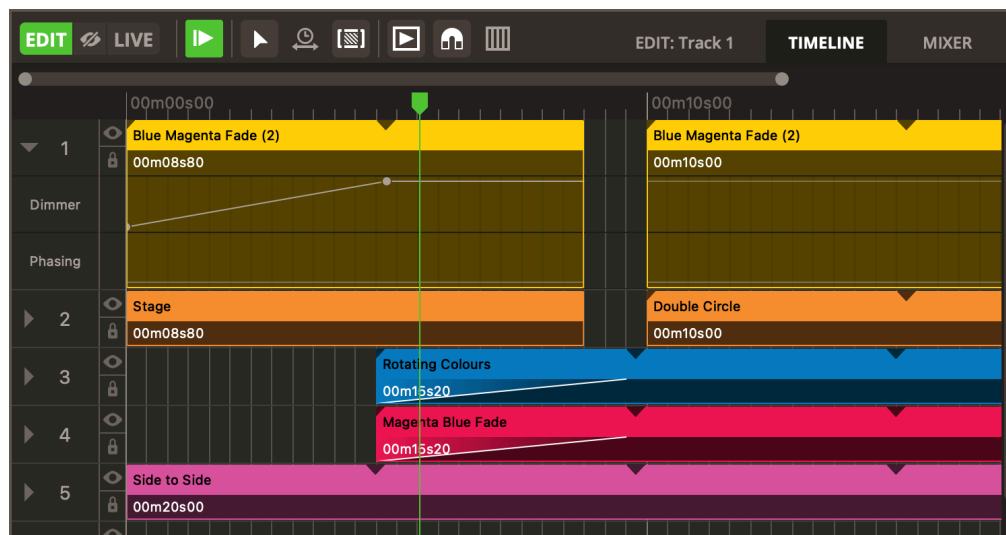 EDIT LIVE EDIT: Track 1 TIMELINE MIXER
00m00s00 00m10s00
1 Blue Magenta Fade (2) Blue Magenta Fade (2)
00m08s80 00m10s00
Dimmer
Phasing
2 Stage Double Circle
00m08s80 00m10s00
3 Rotating Colours
00m15s20
4 Magenta Blue Fade
00m15s20
5 Side to Side
00m20s00